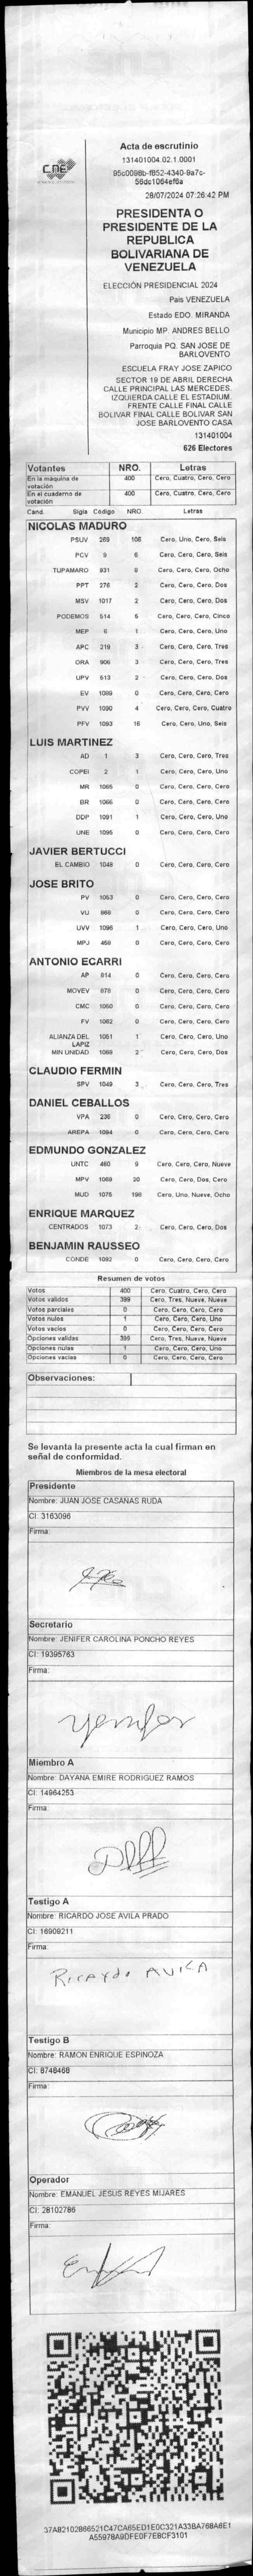 CNE
Acta de escrutinio
131401004.02.1.0001
95c0098b-f852-4340-9a7c-
56dc1064ef0a
28/07/2024 07:26:42 PM
PRESIDENTA O
PRESIDENTE DE LA
REPUBLICA
BOLIVARIANA DE
VENEZUELA
ELECCIÓN PRESIDENCIAL 2024
Pais VENEZUELA
Estado EDO. MIRANDA
Municipio MP. ANDRES BELLO
Parroquia PQ. SAN JOSE DE
BARLOVENTO
ESCUELA FRAY JOSE ZAPICO
SECTOR 19 DE ABRIL DERECHA
CALLE PRINCIPAL LAS MERCEDES.
IZQUIERDA CALLE EL ESTADIUM.
FRENTE CALLE FINAL CALLE
BOLIVAR FINAL CALLE BOLIVAR SAN
JOSE BARLOVENTO CASA
131401004
626 Electores
Votantes NRO. Letras
En la maquina de votación 400 Cero, Cuatro, Cero, Cero
En el cuaderno de votación 400 Cero, Cuatro, Cero, Cero
Cand. Sigla Codigo NRO. Letras
NICOLAS MADURO
PSUV 269 106 Cero, Uno, Cero, Seis
PCV 9 6 Cero, Cero, Cero, Seis
TUPAMARO 931 8 Cero, Cero, Cero, Ocho
PPT 276 2 Cero, Cero, Cero, Dos
MSV 1017 2 Cero, Cero, Cero, Dos
PODEMOS 514 5 Cero, Cero, Cero, Cinco
MEP 6 1 Cero, Cero, Cero, Uno
APC 219 3 Cero, Cero, Cero, Tres
ORA 906 3 Cero, Cero, Cero, Tres
UPV 613 2 Cero, Cero, Cero, Dos
EV 1089 0 Cero, Cero, Cero, Cero
PVV 1090 4 Cero, Cero, Cero, Cuatro
PFV 1093 16 Cero, Cero, Uno, Seis
LUIS MARTINEZ
AD 1 3 Cero, Cero, Cero, Tres
COPEI 2 1 Cero, Cero, Cero, Uno
MR 1065 0 Cero, Cero, Cero, Cero
BR 1066 0 Cero, Cero, Cero, Cero
DDP 1091 1 Cero, Cero, Cero, Uno
UNE 1095 0 Cero, Cero, Cero, Cero
JAVIER BERTUCCI
EL CAMBIO 1048 0 Cero, Cero, Cero, Cero
JOSE BRITO
PV 1053 0 Cero, Cero, Cero, Cero
VU 868 0 Cero, Cero, Cero, Cero
UVV 1096 1 Cero, Cero, Cero, Uno
MPJ 458 0 Cero, Cero, Cero, Cero
ANTONIO ECARRI
AP 814 0 Cero, Cero, Cero, Cero
MOVEV 878 0 Cero, Cero, Cero, Cero
CMC 1050 0 Cero, Cero, Cero, Cero
FV 1062 0 Cero, Cero, Cero, Cero
ALIANZA DEL LAPIZ 1051 1 Cero, Cero, Cero, Uno
MIN UNIDAD 1069 2 Cero, Cero, Cero, Dos
CLAUDIO FERMIN
SPV 1049 3 Cero, Cero, Cero, Tres
DANIEL CEBALLOS
VPA 236 0 Cero, Cero, Cero, Cero
AREPA 1094 0 Cero, Cero, Cero, Cero
EDMUNDO GONZALEZ
UNTC 460 9 Cero, Cero, Cero, Nueve
MPV 1069 20 Cero, Cero, Dos, Cero
MUD 1075 198 Cero, Uno, Nueve, Ocho
ENRIQUE MARQUEZ
CENTRADOS 1073 2 Cero, Cero, Cero, Dos
BENJAMIN RAUSSEO
CONDE 1092 0 Cero, Cero, Cero, Cero
Resumen de votos
Votos 400 Cero, Cuatro, Cero, Cero
Votos validos 399 Cero, Tres, Nueve, Nueve
Votos parciales 0 Cero, Cero, Cero, Cero
Votos nulos 1 Cero, Cero, Cero, Uno
Votos vacios 0 Cero, Cero, Cero, Cero
Opciones validas 399 Cero, Tres, Nueve, Nueve
Opciones nulas 1 Cero, Cero, Cero, Uno
Opciones vacias 0 Cero, Cero, Cero, Cero
Observaciones:
Se levanta la presente acta la cual firman en
señal de conformidad.
Miembros de la mesa electoral
Presidente
Nombre: JUAN JOSE CASANAS RUDA
CI: 3163096
Firma:
Secretario
Nombre: JENIFER CAROLINA PONCHO REYES
CI: 19395763
Firma:
Yenifer
Miembro A
Nombre: DAYANA EMIRE RODRIGUEZ RAMOS
CI: 14964253
Firma:
Testigo A
Nombre: RICARDO JOSE AVILA PRADO
CI: 16909211
Firma:
Ricardo AVILA
Testigo B
Nombre: RAMON ENRIQUE ESPINOZA
CI: 8748468
Firma:
Operador
Nombre: EMANUEL JESUS REYES MIJARES
CI: 28102786
Firma:
37A82102866521C47CA65ED1E0C321A33BA768A6E1
A55978A9DFE0F7E8CF3101